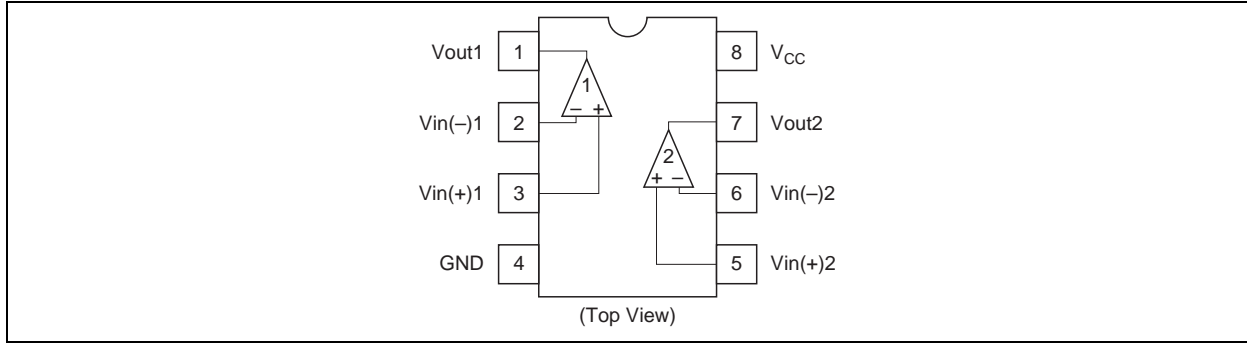 Vout1 1 8 VCC
1
Vin(–)1 2 – + 7 Vout2
2
Vin(+)1 3 + – 6 Vin(–)2
GND 4 5 Vin(+)2
(Top View)